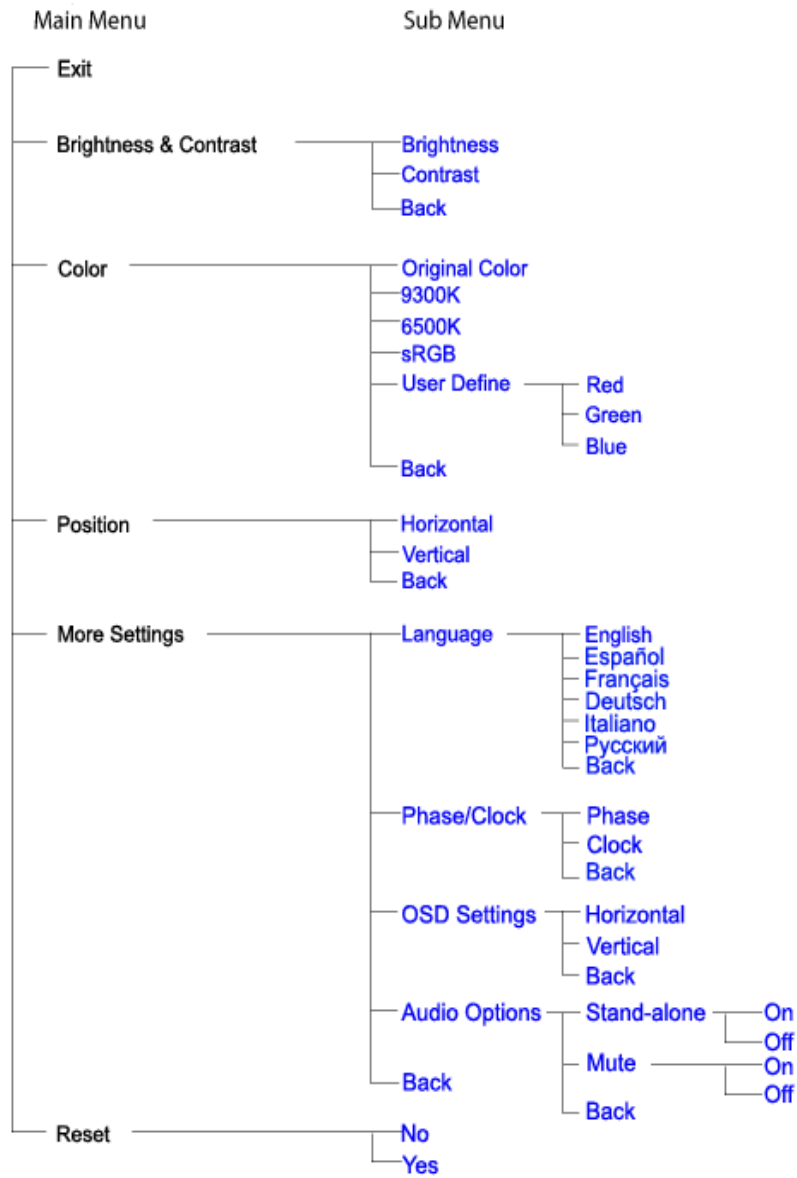 Main Menu Sub Menu
Exit
Brightness & Contrast Brightness
Contrast
Back
Color Original Color
9300K
6500K
sRGB
User Define Red
Green
Blue
Back
Position Horizontal
Vertical
Back
More Settings Language English
Español
Français
Deutsch
Italiano
Русский
Back
Phase/Clock Phase
Clock
Back
OSD Settings Horizontal
Vertical
Back
Audio Options Stand-alone On
Off
Mute On
Off
Back Back
Reset No
Yes